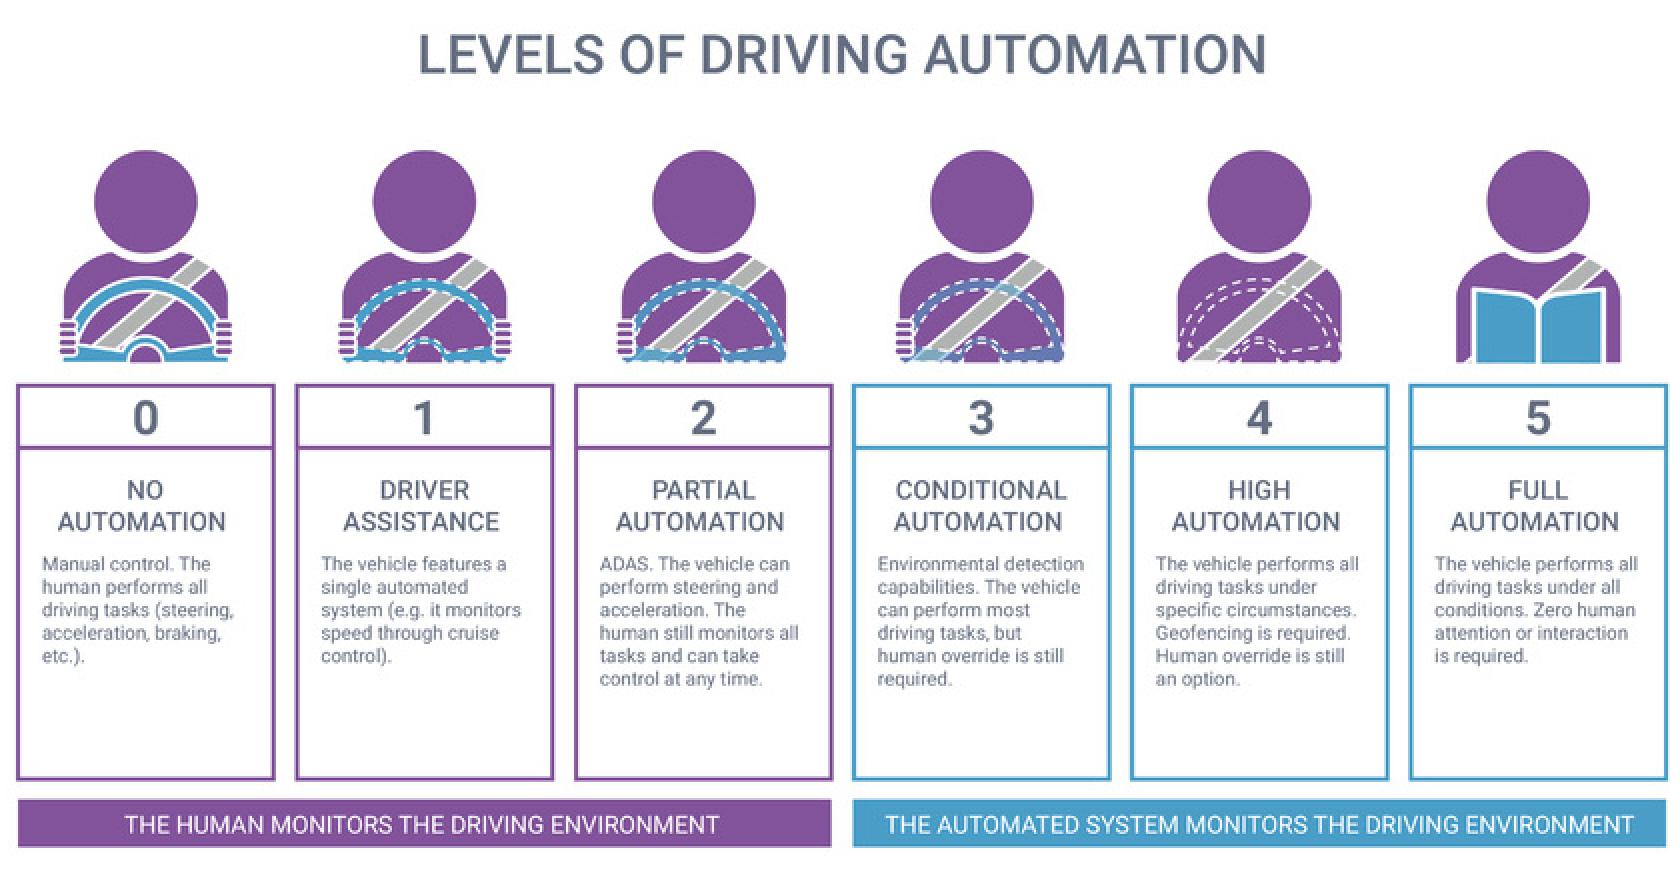 LEVELS OF DRIVING AUTOMATION
0
NO
AUTOMATION
Manual control. The
human performs all
driving tasks (steering,
acceleration, braking,
etc.).
1
DRIVER
ASSISTANCE
The vehicle features a
single automated
system (e.g. it monitors
speed through cruise
control).
2
PARTIAL
AUTOMATION
ADAS. The vehicle can
perform steering and
acceleration. The
human still monitors all
tasks and can take
control at any time.
3
CONDITIONAL
AUTOMATION
Environmental detection
capabilities. The vehicle
can perform most
driving tasks, but
human override is still
required.
4
HIGH
AUTOMATION
The vehicle performs all
driving tasks under
specific circumstances.
Geofencing is required.
Human override is still
an option.
5
FULL
AUTOMATION
The vehicle performs all
driving tasks under all
conditions. Zero human
attention or interaction
is required.
THE HUMAN MONITORS THE DRIVING ENVIRONMENT
THE AUTOMATED SYSTEM MONITORS THE DRIVING ENVIRONMENT